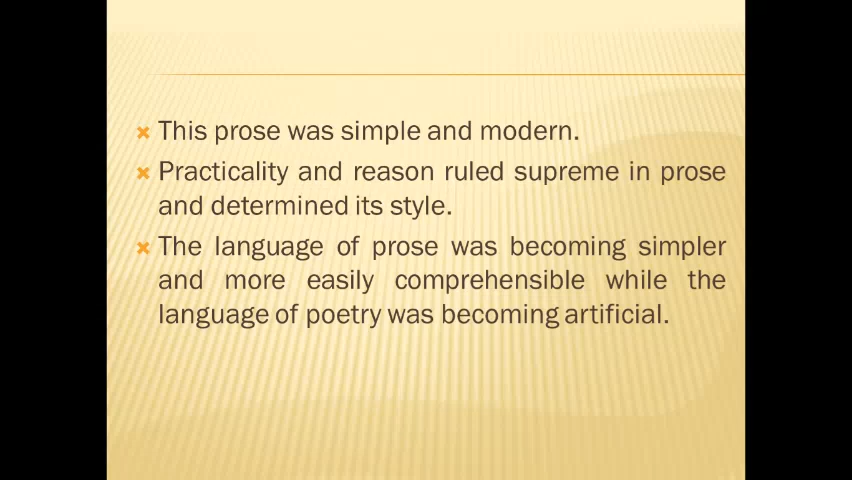 This prose was simple and modern.
Practicality and reason ruled supreme in prose
and determined its style.
The language of prose was becoming simpler
and more easily comprehensible while the
language of poetry was becoming artificial.